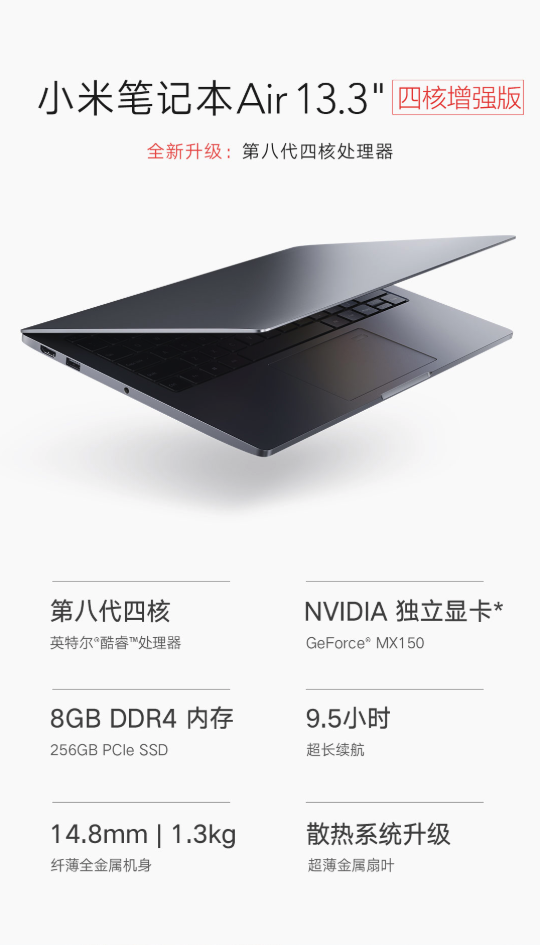 小米笔记本Air 13.3" 四核增强版
全新升级：第八代四核处理器
第八代四核
英特尔®酷睿™处理器
NVIDIA 独立显卡*
GeForce® MX150
8GB DDR4 内存
256GB PCIe SSD
9.5小时
超长续航
14.8mm | 1.3kg
纤薄全金属机身
散热系统升级
超薄金属扇叶